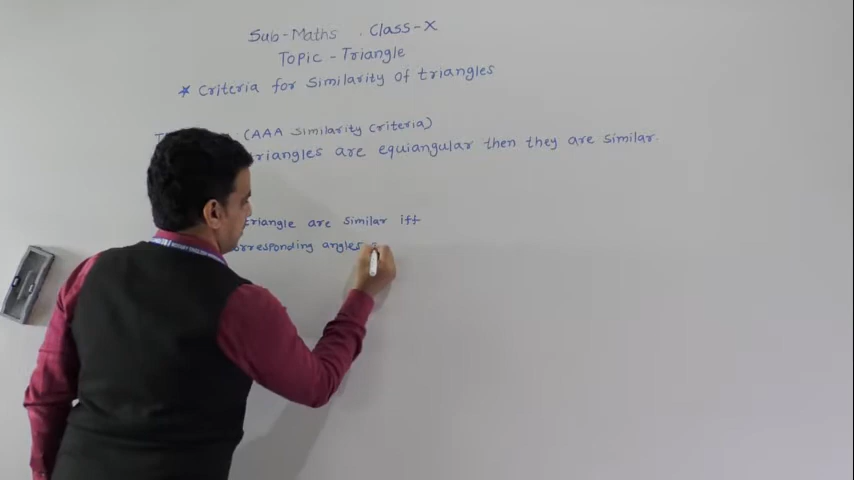 Sub-Maths . Class-X
Topic - Triangle
* Criteria for Similarity of triangles
(AAA Similarity Criteria)
triangles are equiangular then they are similar.
triangle are similar iff
corresponding angles